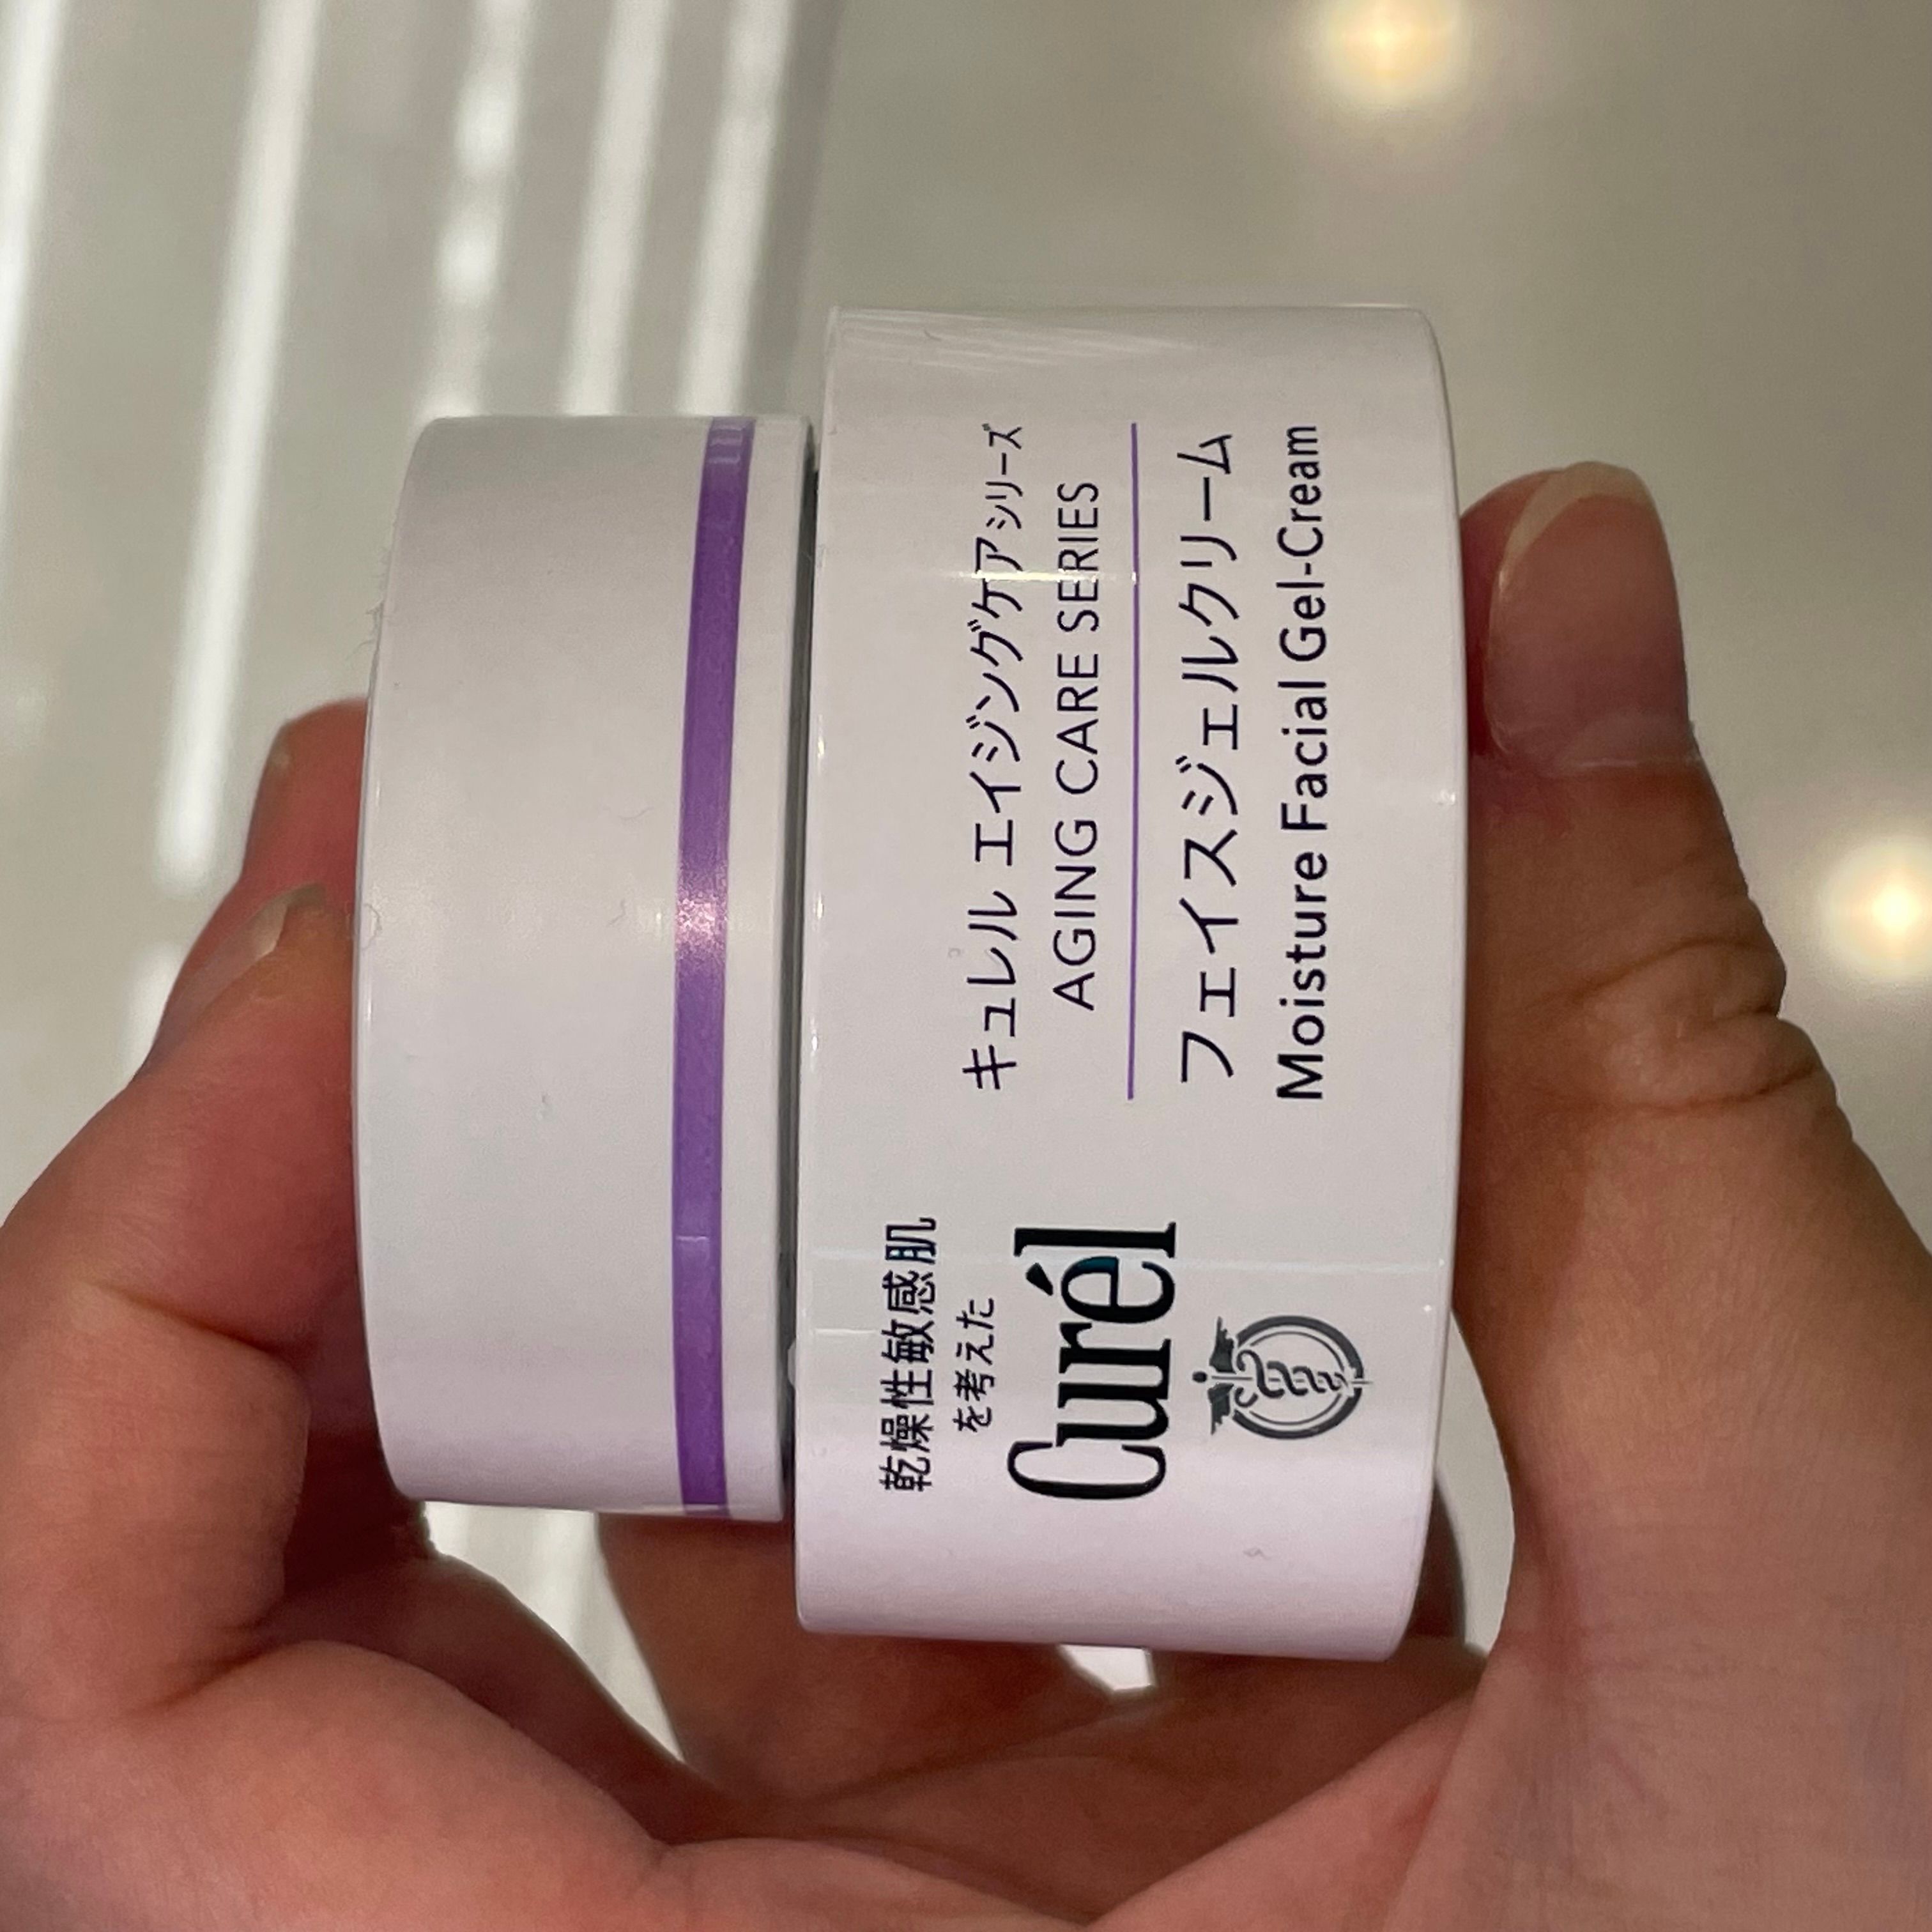 乾燥性敏感肌
を考えた
Curél
キュレル エイジングケアシリーズ
AGING CARE SERIES
フェイスジェルクリーム
Moisture Facial Gel-Cream